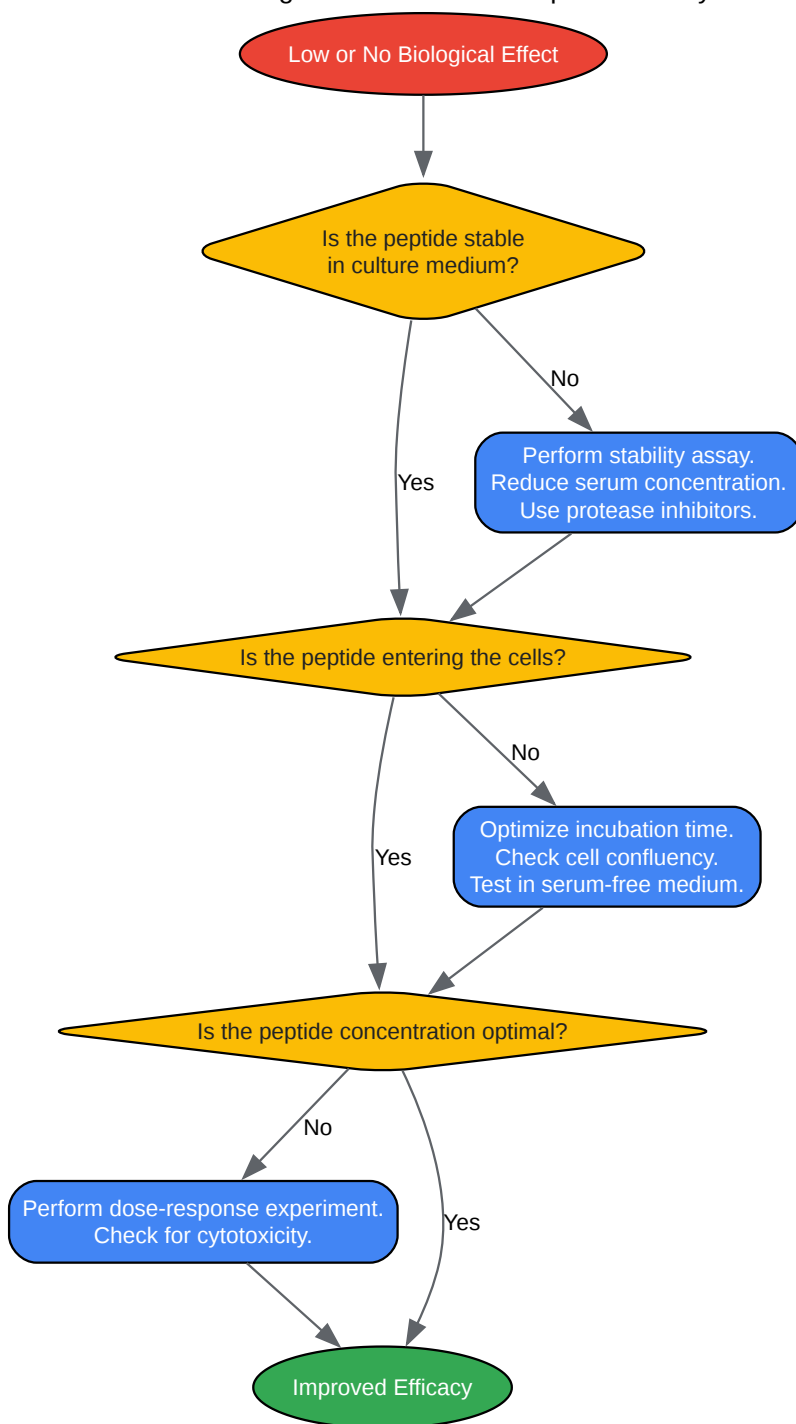 Low or No Biological Effect
Is the peptide stable
in culture medium?
No
Perform stability assay.
Reduce serum concentration.
Use protease inhibitors.
Yes
Is the peptide entering the cells?
No
Optimize incubation time.
Check cell confluency.
Test in serum-free medium.
Yes
Is the peptide concentration optimal?
No
Perform dose-response experiment.
Check for cytotoxicity.
Yes
Improved Efficacy